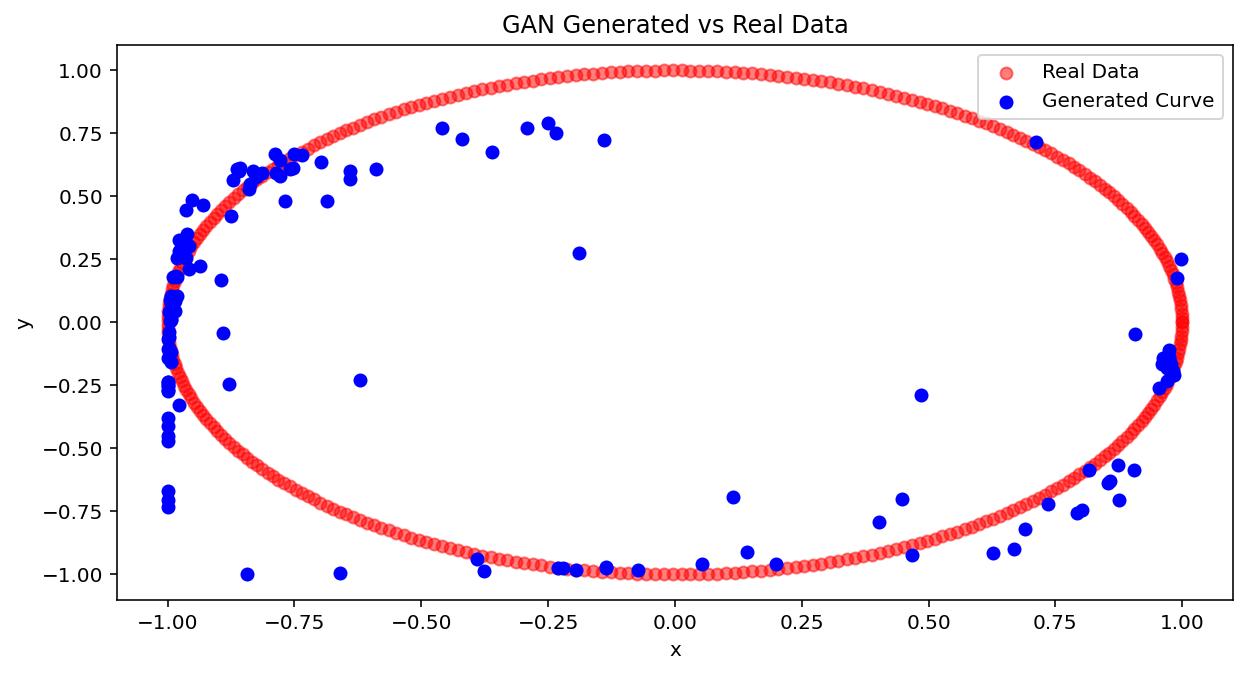 GAN Generated vs Real Data
Real Data
Generated Curve
1.00
0.75
0.50
0.25
0.00
−0.25
−0.50
−0.75
−1.00
y
−1.00 −0.75 −0.50 −0.25 0.00 0.25 0.50 0.75 1.00
x